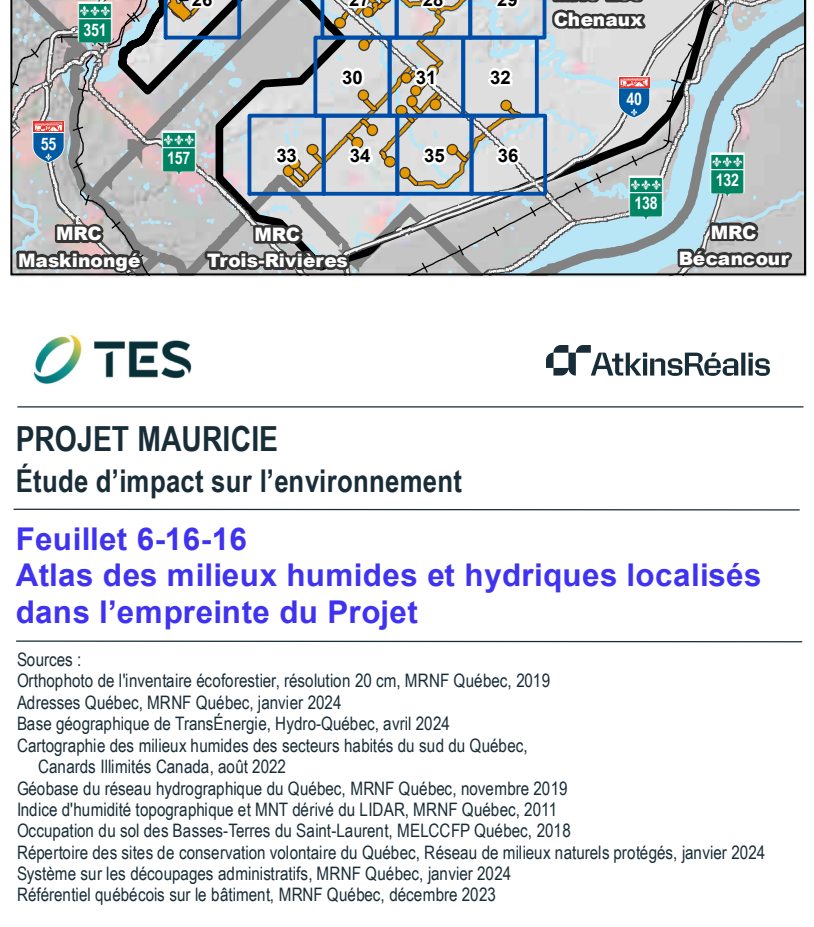 26
27
28
29
Chenaux
351
30
31
32
40
55
157
33
34
35
36
138
132
MRC
Maskinongé
MRC
Trois-Rivières
MRC
Bécancour
TES
AtkinsRéalis
PROJET MAURICIE
Étude d’impact sur l’environnement
Feuillet 6-16-16
Atlas des milieux humides et hydriques localisés
dans l’empreinte du Projet
Sources :
Orthophoto de l'inventaire écoforestier, résolution 20 cm, MRNF Québec, 2019
Adresses Québec, MRNF Québec, janvier 2024
Base géographique de TransÉnergie, Hydro-Québec, avril 2024
Cartographie des milieux humides des secteurs habités du sud du Québec,
Canards Illimités Canada, août 2022
Géobase du réseau hydrographique du Québec, MRNF Québec, novembre 2019
Indice d'humidité topographique et MNT dérivé du LIDAR, MRNF Québec, 2011
Occupation du sol des Basses-Terres du Saint-Laurent, MELCCFP Québec, 2018
Répertoire des sites de conservation volontaire du Québec, Réseau de milieux naturels protégés, janvier 2024
Système sur les découpages administratifs, MRNF Québec, janvier 2024
Référentiel québécois sur le bâtiment, MRNF Québec, décembre 2023